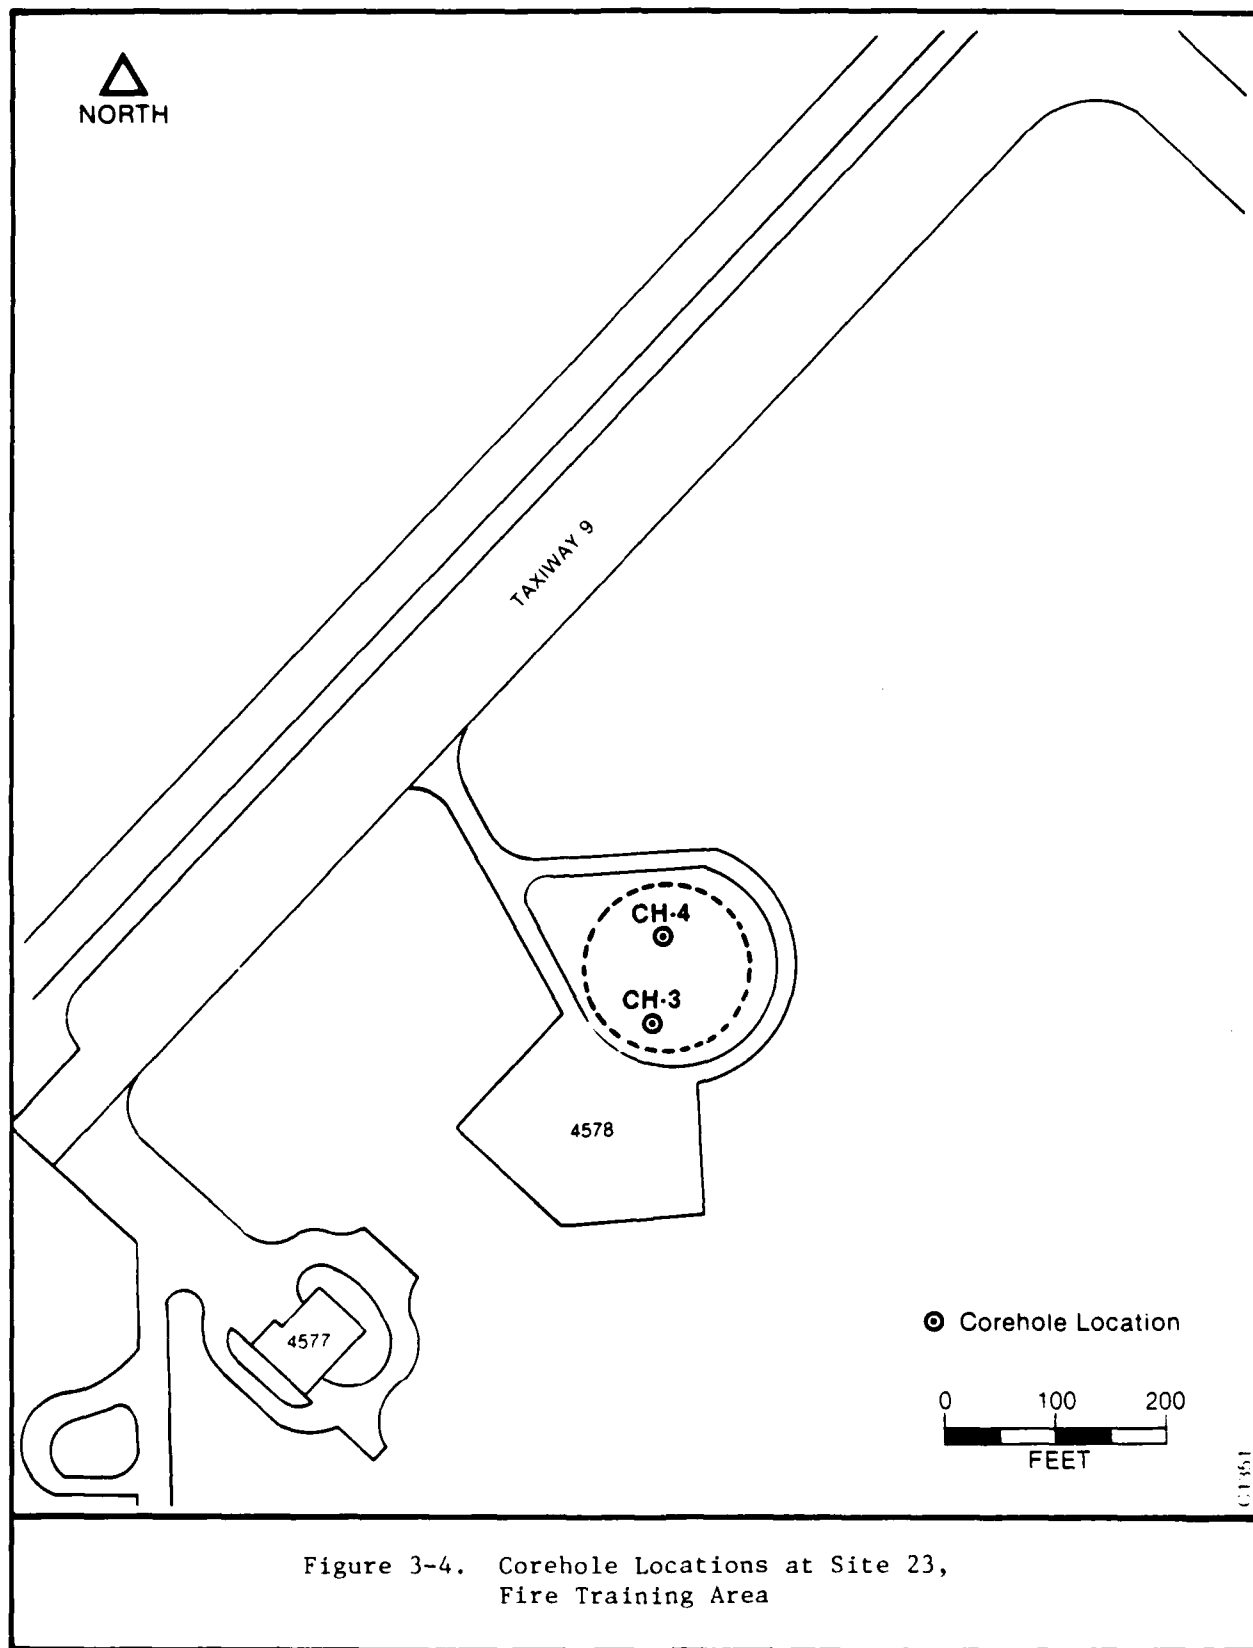 NORTH
TAXIWAY 9
CH-4
CH-3
4578
4577
Corehole Location
0 100 200
FEET
C1351
Figure 3-4. Corehole Locations at Site 23,
Fire Training Area